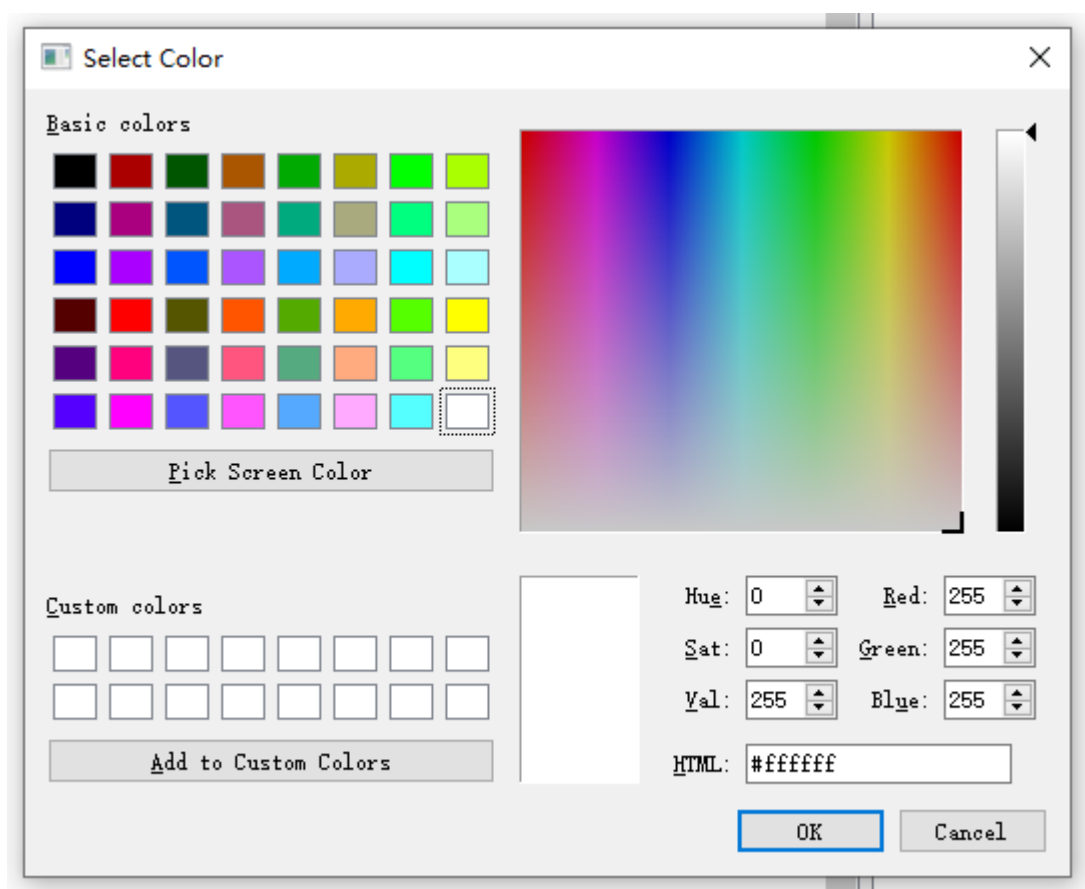 Select Color
Basic colors
Pick Screen Color
Custom colors
Add to Custom Colors
Hue: 0 Red: 255
Sat: 0 Green: 255
Val: 255 Blue: 255
HTML: #ffffff
OK Cancel